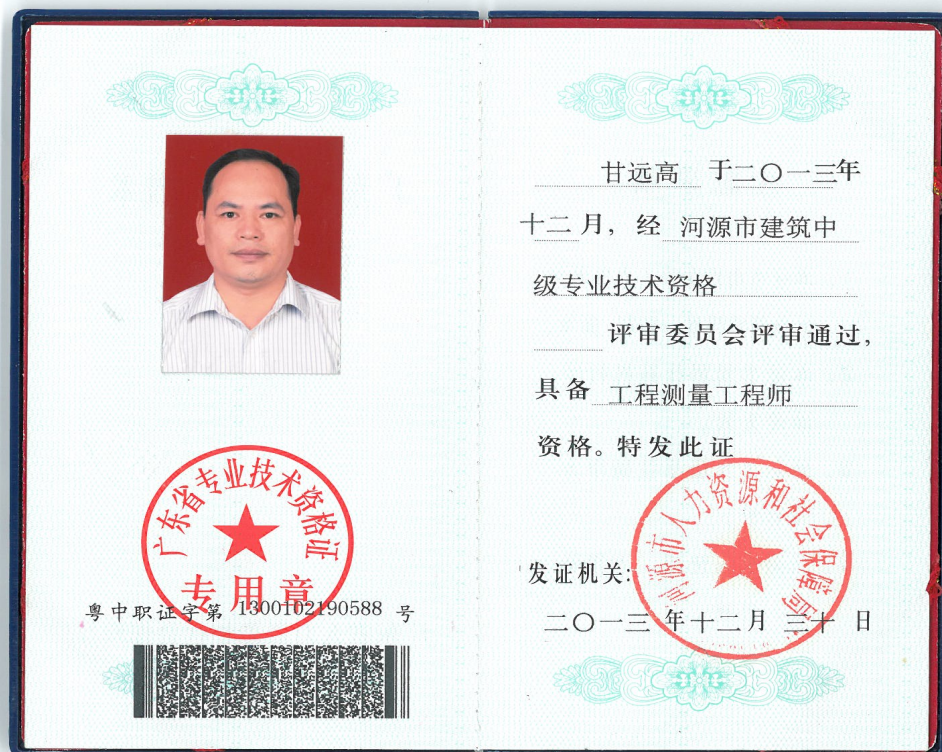 广东省专业技术资格证
专用章
粤中职证字第 1300102190588 号
甘远高 于二〇一三年
十二月，经 河源市建筑中
级专业技术资格
评审委员会评审通过，
具备 工程测量工程师
资格。特发此证
河源市人力资源和社会保障局
发证机关：
二〇一三 年十二月 三十 日